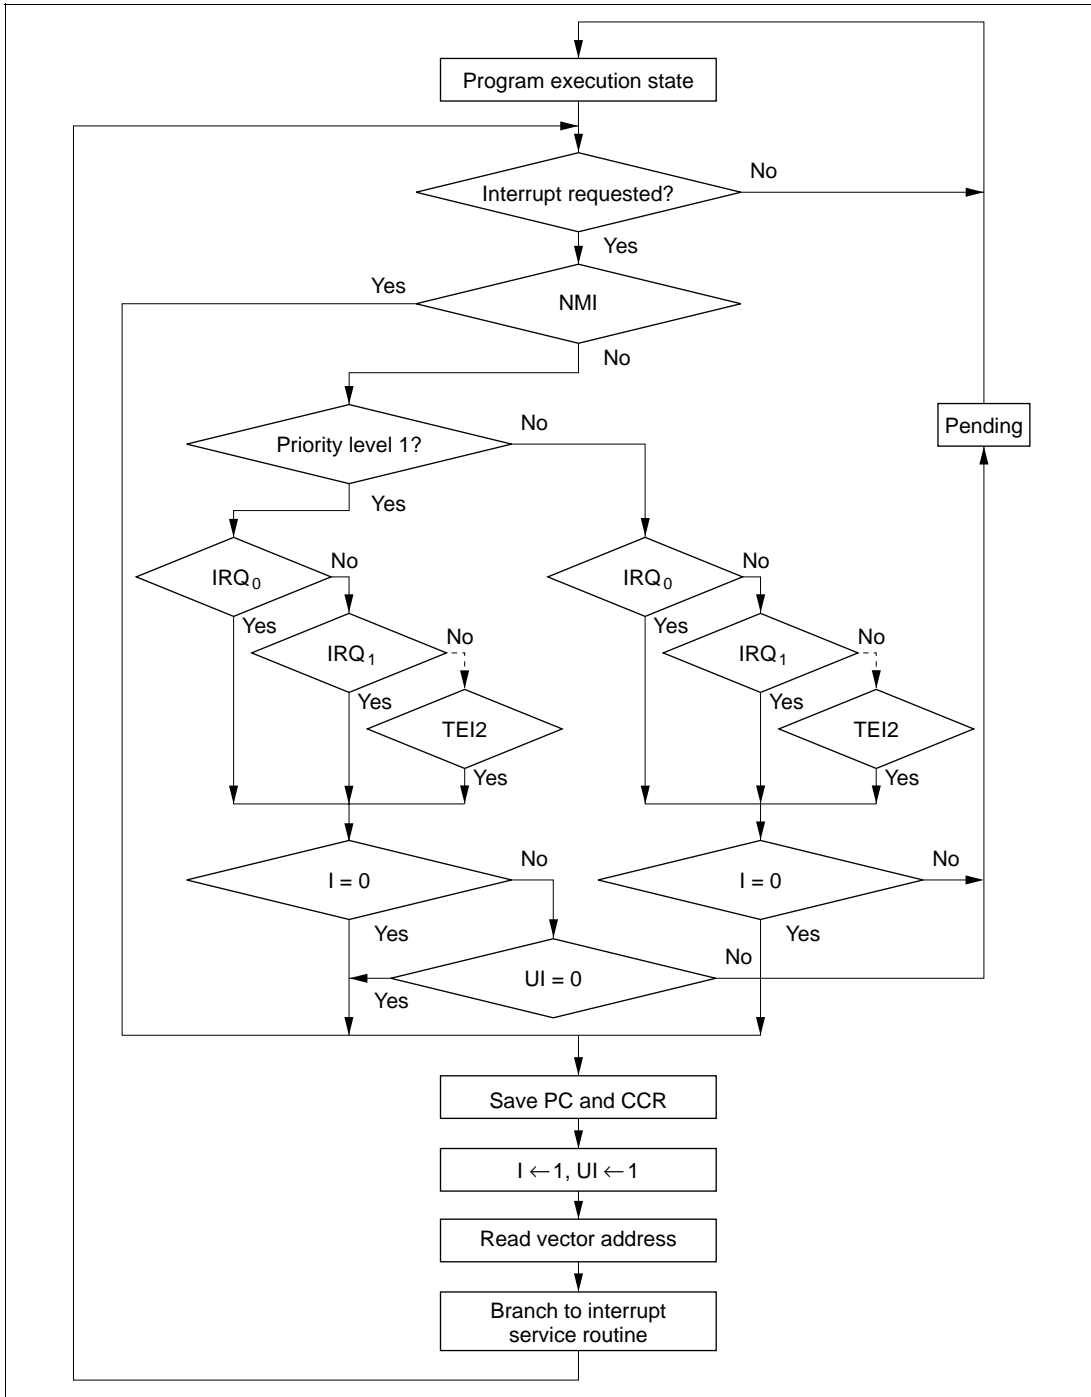 Program execution state
Interrupt requested?
No
Yes
NMI
Yes
No
Pending
Priority level 1?
No
Yes
IRQ0
No
Yes
IRQ1
No
Yes
TEI2
Yes
IRQ0
No
Yes
IRQ1
No
Yes
TEI2
Yes
I = 0
No
Yes
I = 0
No
Yes
UI = 0
No
Yes
Save PC and CCR
I ← 1, UI ← 1
Read vector address
Branch to interrupt
service routine